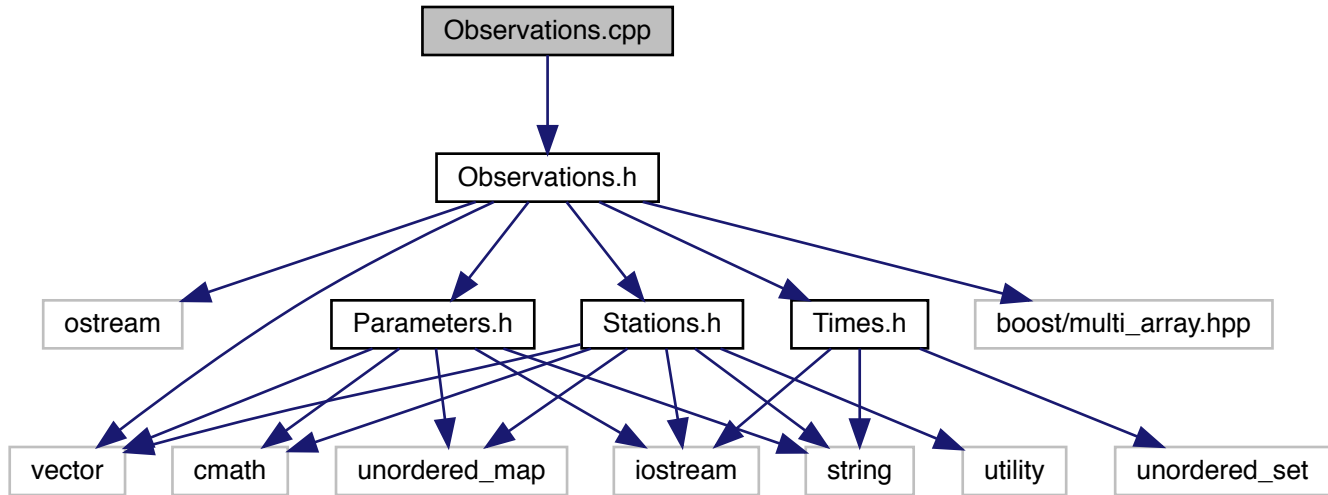 Observations.cpp
Observations.h
ostream
Parameters.h
Stations.h
Times.h
boost/multi_array.hpp
vector
cmath
unordered_map
iostream
string
utility
unordered_set